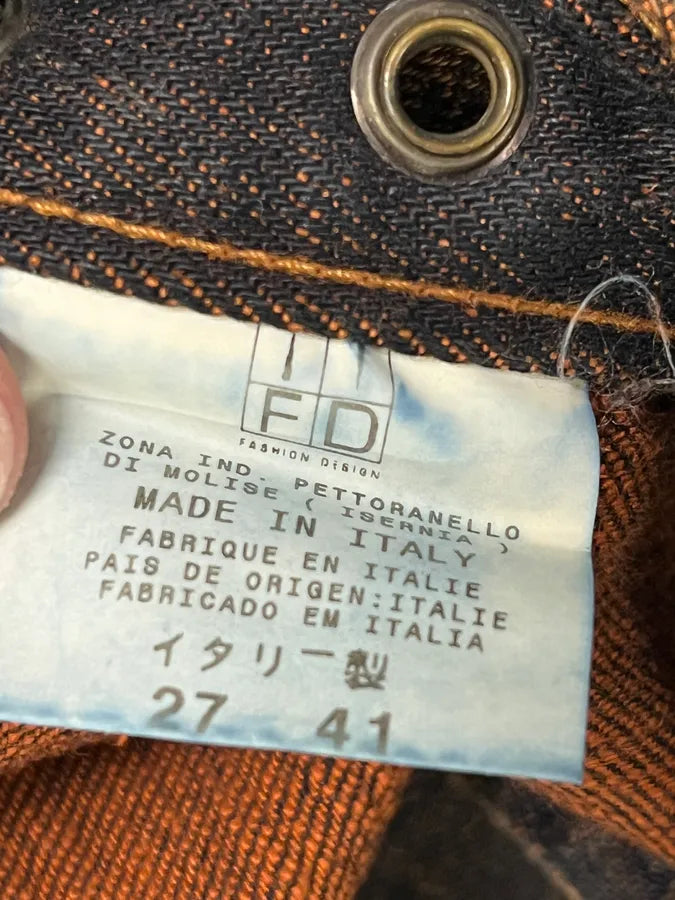 FD
FASHION DESIGN
ZONA IND. PETTORANELLO
DI MOLISE ( ISERNIA )
MADE IN ITALY
FABRIQUE EN ITALIE
PAIS DE ORIGEN:ITALIE
FABRICADO EM ITALIA
イタリー製
27 41